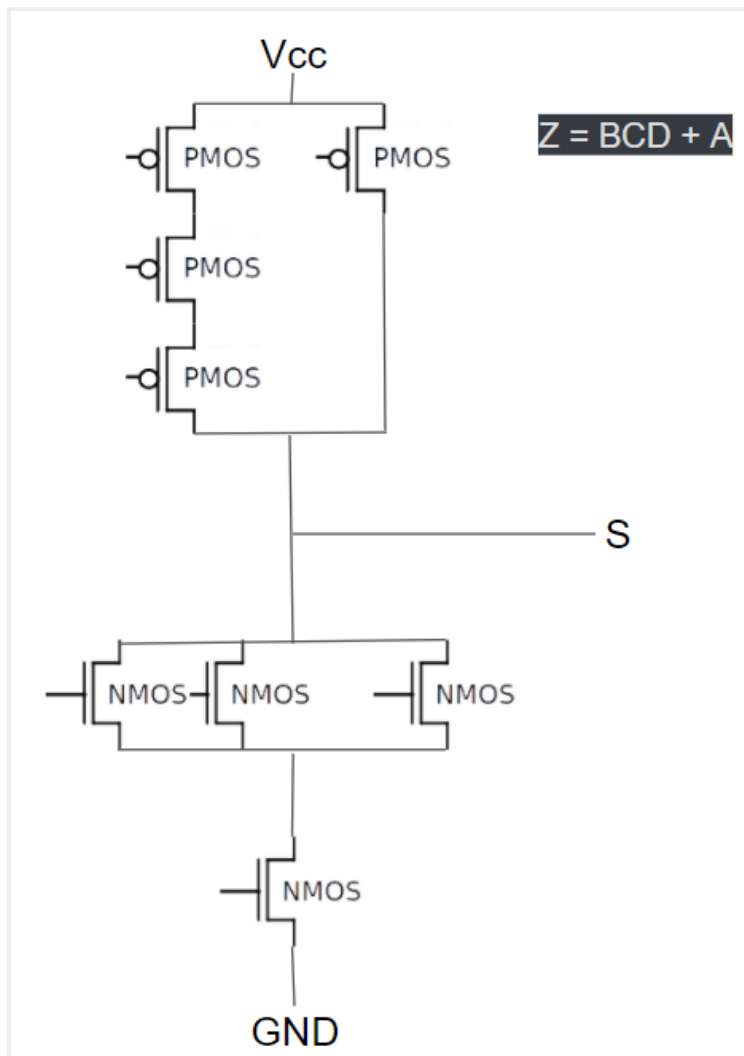 Vcc
Z = BCD + A
PMOS PMOS
PMOS
PMOS
S
NMOS NMOS NMOS
NMOS
GND